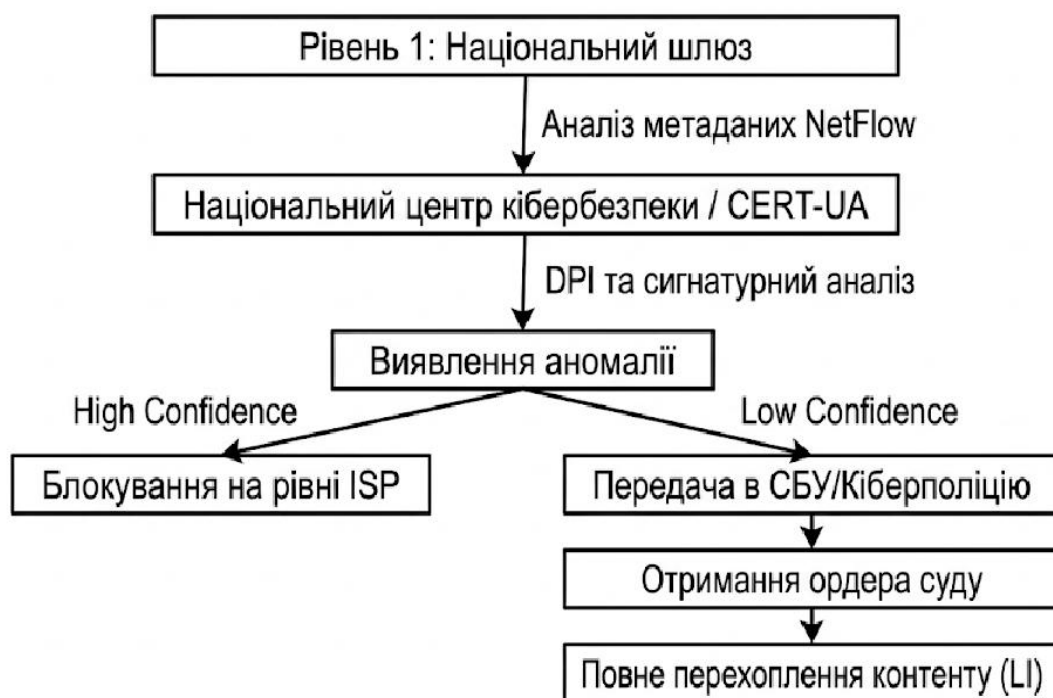 Рівень 1: Національний шлюз
Аналіз метаданих NetFlow
Національний центр кібербезпеки / CERT-UA
DPI та сигнатурний аналіз
Виявлення аномалії
High Confidence
Low Confidence
Блокування на рівні ISP
Передача в СБУ/Кіберполіцію
Отримання ордера суду
Повне перехоплення контенту (LI)